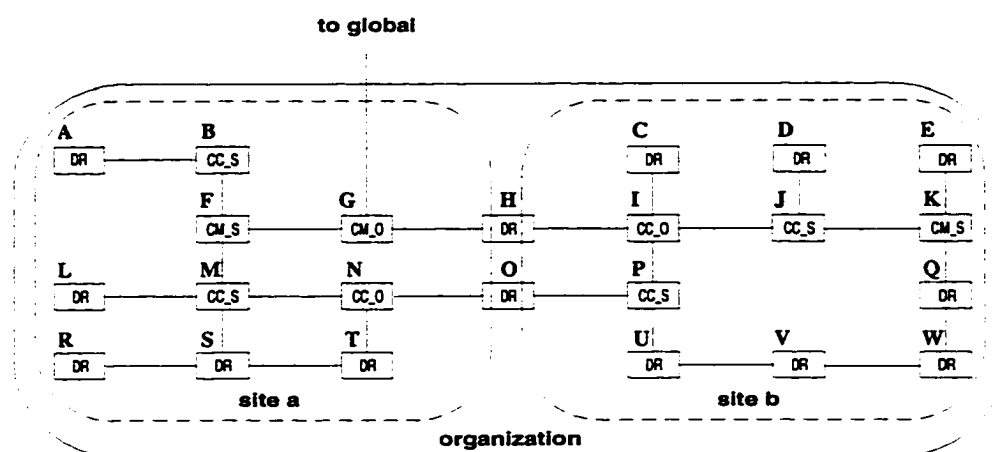 to global
A B C D E
DR CC_S DR DR DR
F G H I J K
CM_S CM_O DR CC_O CC_S CM_S
L M N O P Q
DR CC_S CC_O DR CC_S DR
R S T U V W
DR DR DR DR DR DR
site a site b
organization